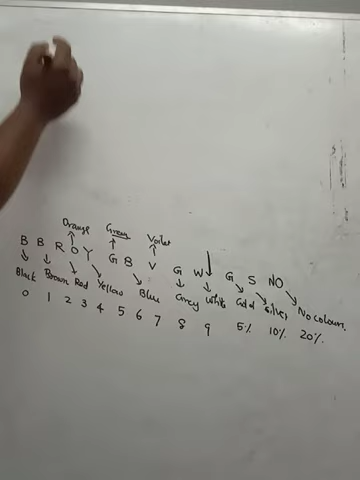 Orange Green Voilet
B B R O Y G B V G W G S NO
Black Brown Red Yellow Blue Grey White Gold Silver No colour.
0 1 2 3 4 5 6 7 8 9 5% 10% 20%